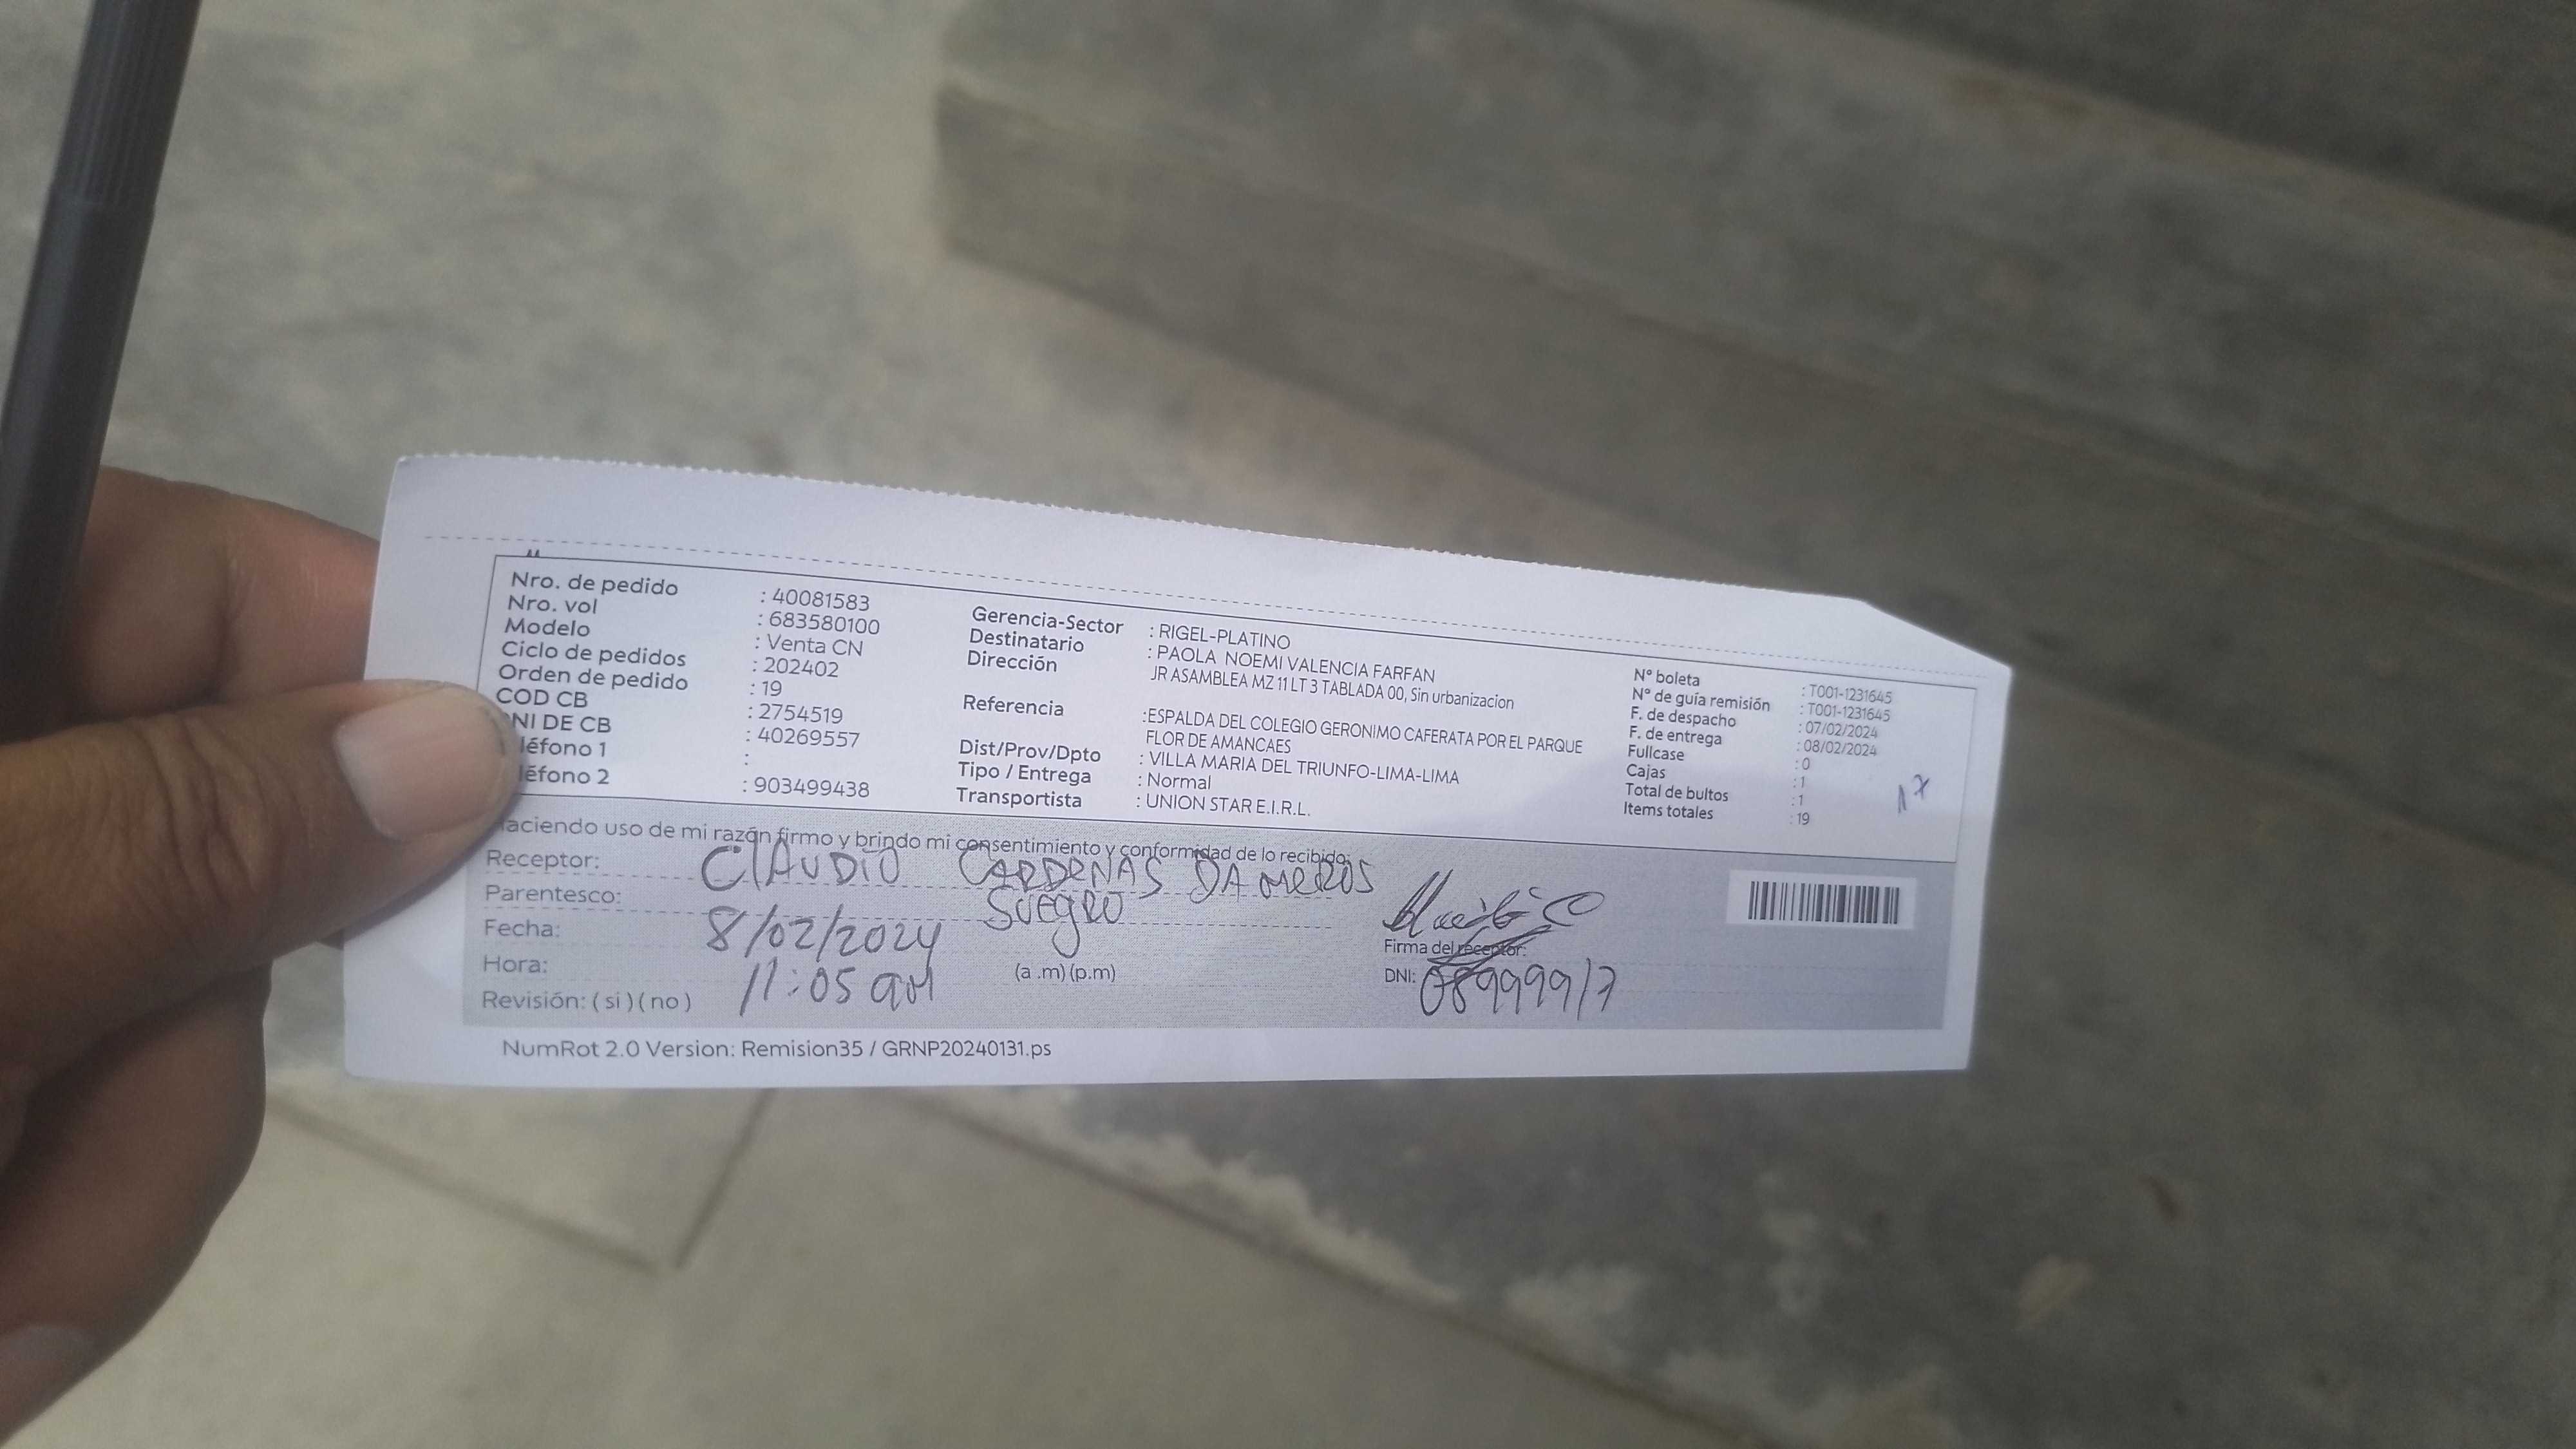 Nro. de pedido : 40081583
Nro. vol : 683580100
Modelo : Venta CN
Ciclo de pedidos : 202402
Orden de pedido : 19
COD CB : 2754519
NI DE CB : 40269557
léfono 1 :
léfono 2 : 903499438
Gerencia-Sector : RIGEL-PLATINO
Destinatario : PAOLA NOEMI VALENCIA FARFAN
Dirección JR ASAMBLEA MZ 11 LT 3 TABLADA 00, Sin urbanizacion
Referencia :ESPALDA DEL COLEGIO GERONIMO CAFERATA POR EL PARQUE
FLOR DE AMANCAES
Dist/Prov/Dpto : VILLA MARIA DEL TRIUNFO-LIMA-LIMA
Tipo / Entrega : Normal
Transportista : UNION STAR E.I.R.L.
N° boleta : T001-1231645
N° de guía remisión : T001-1231645
F. de despacho : 07/02/2024
F. de entrega : 08/02/2024
Fullcase : 0
Cajas : 1
Total de bultos : 1
Items totales : 19
17
aciendo uso de mi razón firmo y brindo mi consentimiento y conformidad de lo recibido:
Receptor: CLAUDIO CARDENAS DAMEROS
Parentesco: SUEGRO
Fecha: 8/02/2024
Hora: 11:05 am (a .m) (p.m)
Revisión: ( si ) ( no )
Firma del receptor:
DNI: 08999917
NumRot 2.0 Version: Remision35 / GRNP20240131.ps